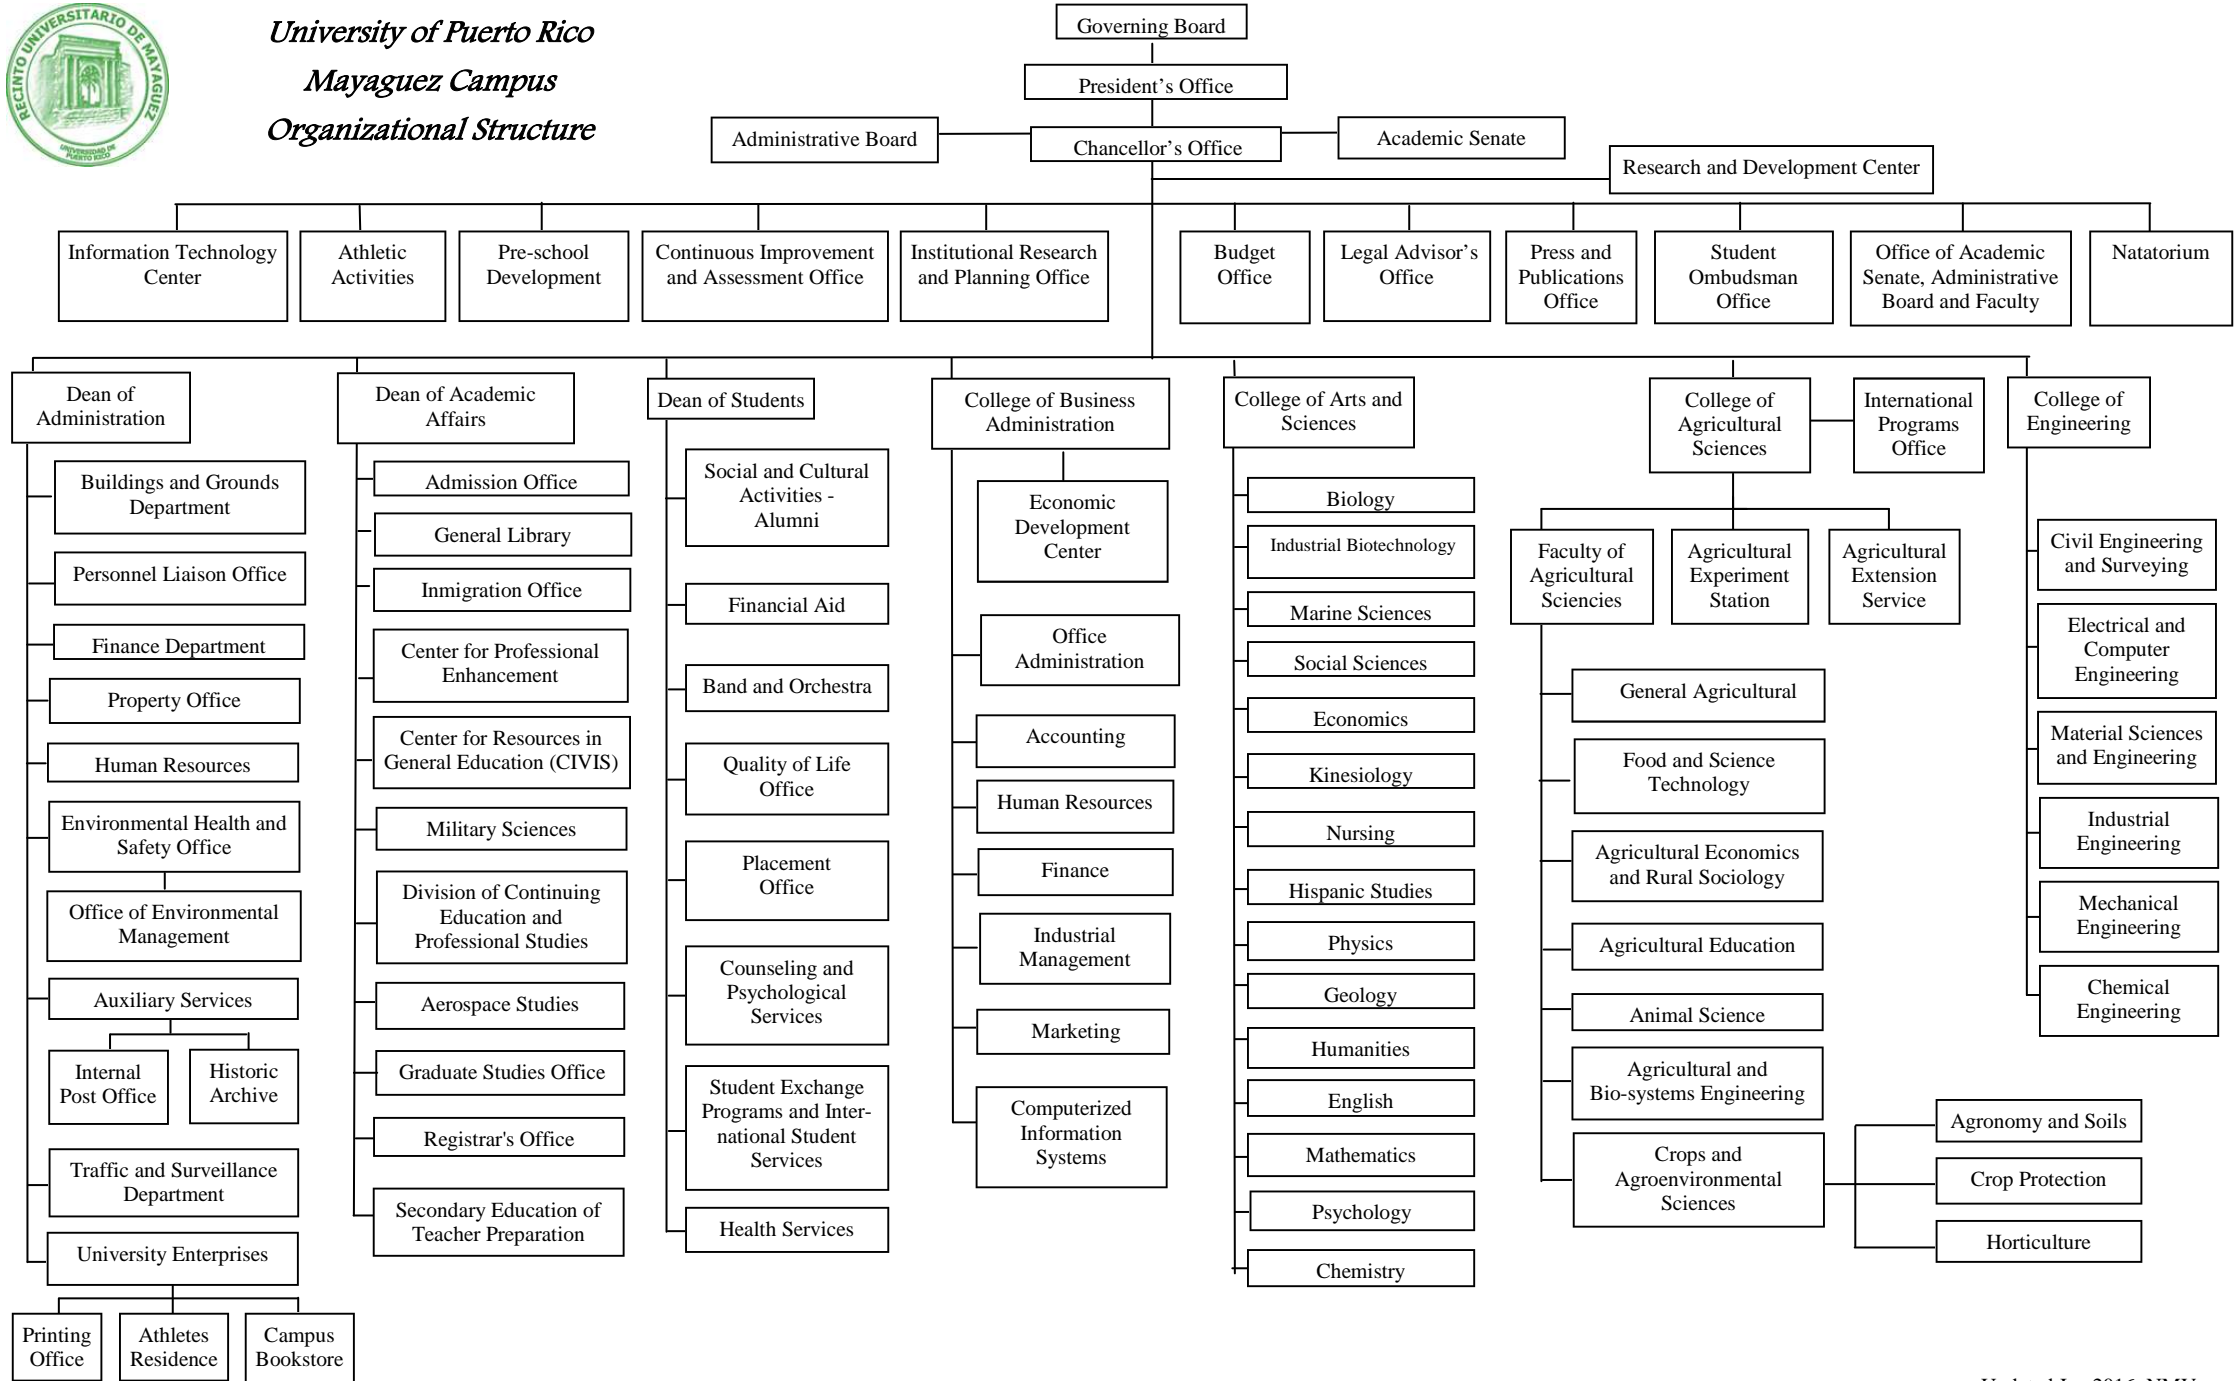 RECINTO UNIVERSITARIO DE MAYAGUEZ
UNIVERSIDAD DE
PUERTO RICO
University of Puerto Rico
Mayaguez Campus
Organizational Structure
Governing Board
President's Office
Administrative Board
Chancellor's Office
Academic Senate
Research and Development Center
Information Technology
Center
Athletic
Activities
Pre-school
Development
Continuous Improvement
and Assessment Office
Institutional Research
and Planning Office
Budget
Office
Legal Advisor's
Office
Press and
Publications
Office
Student
Ombudsman
Office
Office of Academic
Senate, Administrative
Board and Faculty
Natatorium
Dean of
Administration
Buildings and Grounds
Department
Personnel Liaison Office
Finance Department
Property Office
Human Resources
Environmental Health and
Safety Office
Office of Environmental
Management
Auxiliary Services
Internal
Post Office
Historic
Archive
Traffic and Surveillance
Department
University Enterprises
Printing
Office
Athletes
Residence
Campus
Bookstore
Dean of Academic
Affairs
Admission Office
General Library
Inmigration Office
Center for Professional
Enhancement
Center for Resources in
General Education (CIVIS)
Military Sciences
Division of Continuing
Education and
Professional Studies
Aerospace Studies
Graduate Studies Office
Registrar's Office
Secondary Education of
Teacher Preparation
Dean of Students
Social and Cultural
Activities -
Alumni
Financial Aid
Band and Orchestra
Quality of Life
Office
Placement
Office
Counseling and
Psychological
Services
Student Exchange
Programs and Inter-
national Student
Services
Health Services
College of Business
Administration
Economic
Development
Center
Office
Administration
Accounting
Human Resources
Finance
Industrial
Management
Marketing
Computerized
Information
Systems
College of Arts and
Sciences
Biology
Industrial Biotechnology
Marine Sciences
Social Sciences
Economics
Kinesiology
Nursing
Hispanic Studies
Physics
Geology
Humanities
English
Mathematics
Psychology
Chemistry
College of
Agricultural
Sciences
International
Programs
Office
Faculty of
Agricultural
Sciencies
Agricultural
Experiment
Station
Agricultural
Extension
Service
General Agricultural
Food and Science
Technology
Agricultural Economics
and Rural Sociology
Agricultural Education
Animal Science
Agricultural and
Bio-systems Engineering
Crops and
Agroenvironmental
Sciences
Agronomy and Soils
Crop Protection
Horticulture
College of
Engineering
Civil Engineering
and Surveying
Electrical and
Computer
Engineering
Material Sciences
and Engineering
Industrial
Engineering
Mechanical
Engineering
Chemical
Engineering